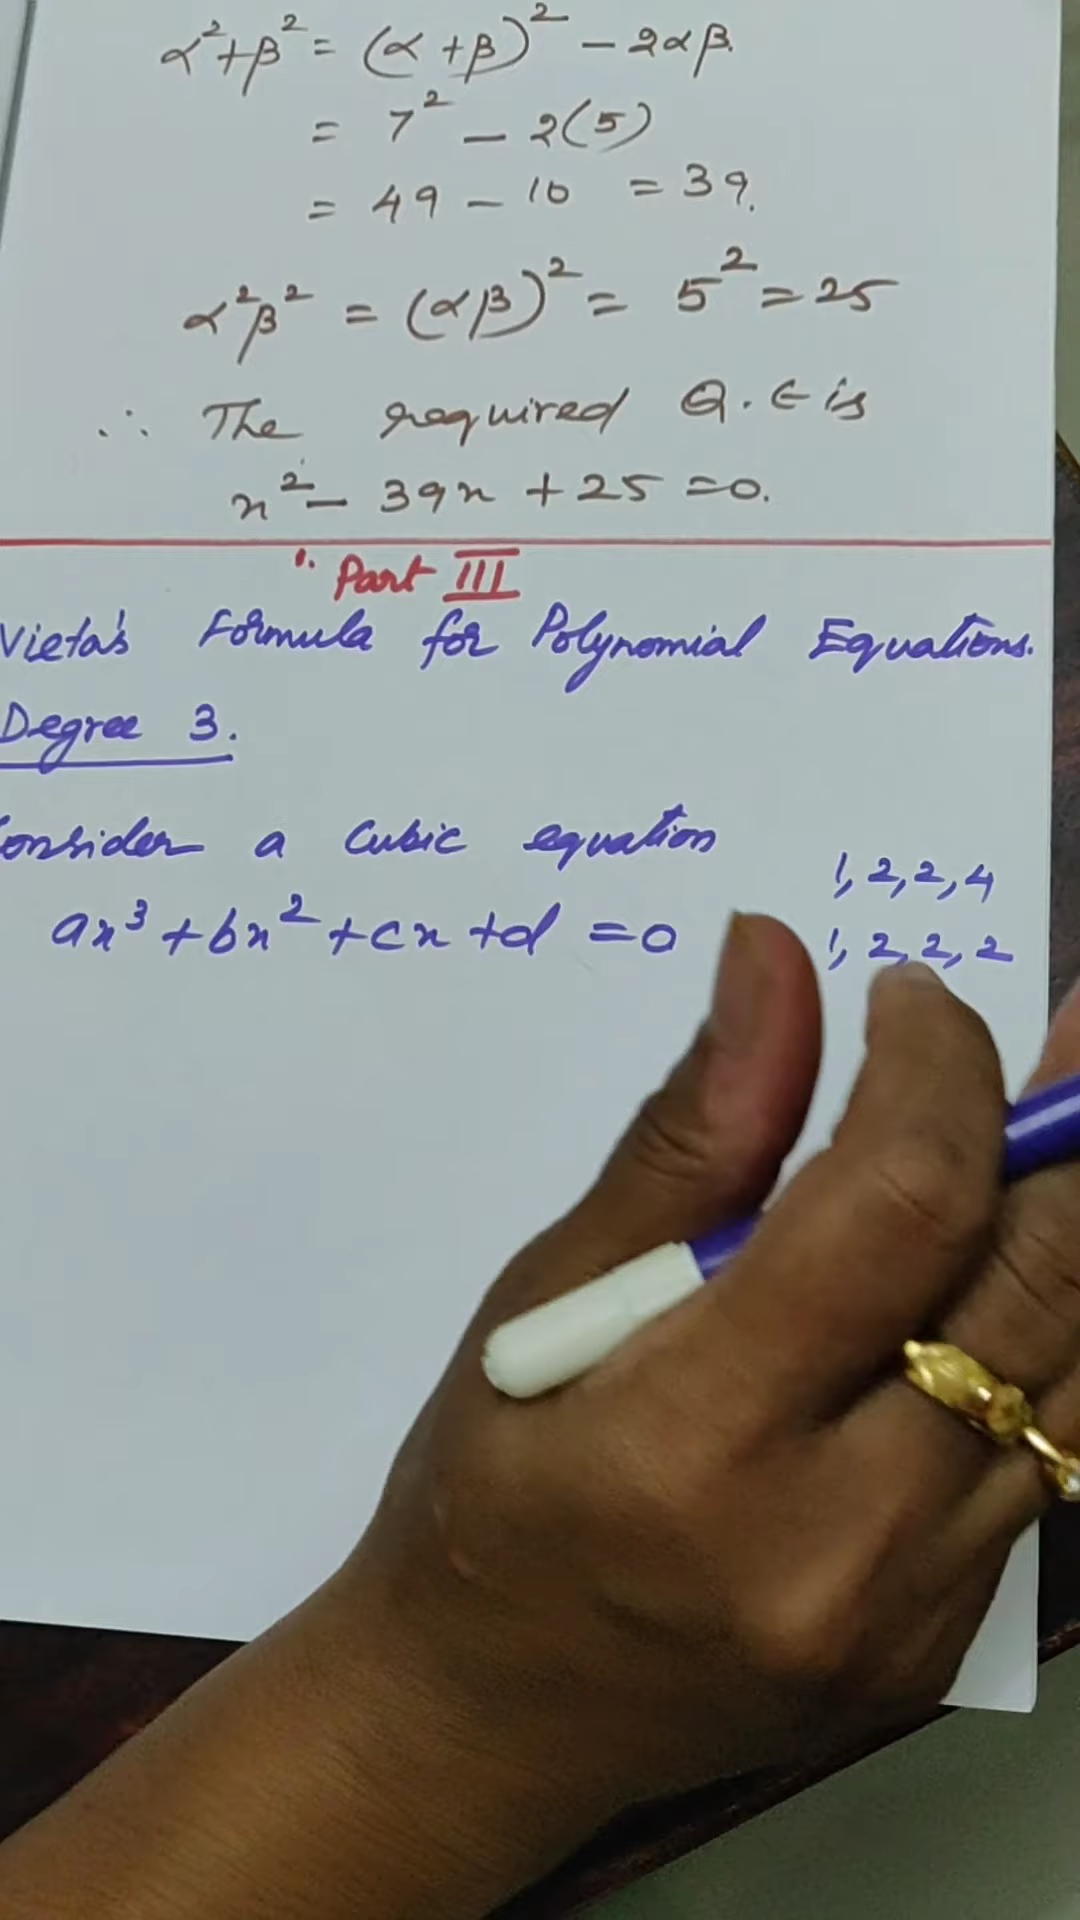 α²+β² = (α+β)² - 2αβ.
= 7² - 2(5)
= 49 - 10 = 39.
α²β² = (αβ)² = 5² = 25
∴ The required Q.E is
x² - 39x + 25 = 0.
Part III
Vieta's Formula for Polynomial Equations.
Degree 3.
Consider a Cubic equation
1, 2, 2, 4
ax³ + bx² + cx + d = 0
1, 2, 2, 2